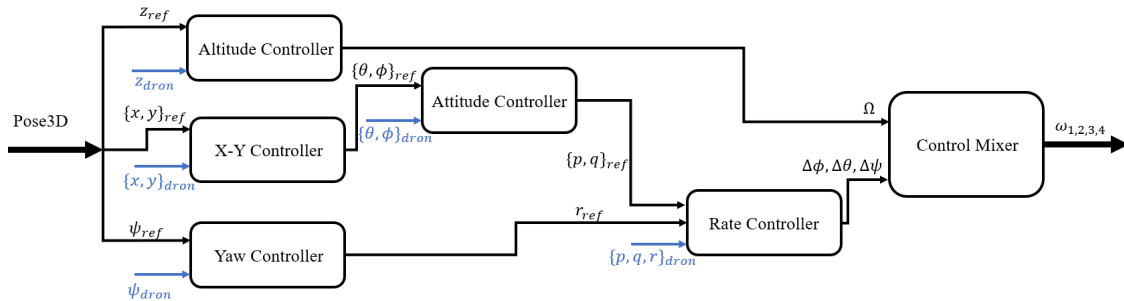 z_ref
Altitude Controller
z_dron
{θ, ϕ}_ref
Attitude Controller
{θ, ϕ}_dron
Pose3D
{x, y}_ref
X-Y Controller
{x, y}_dron
{p, q}_ref
Ω
Control Mixer
ω_1,2,3,4
Δϕ, Δθ, Δψ
ψ_ref
Yaw Controller
ψ_dron
r_ref
Rate Controller
{p, q, r}_dron